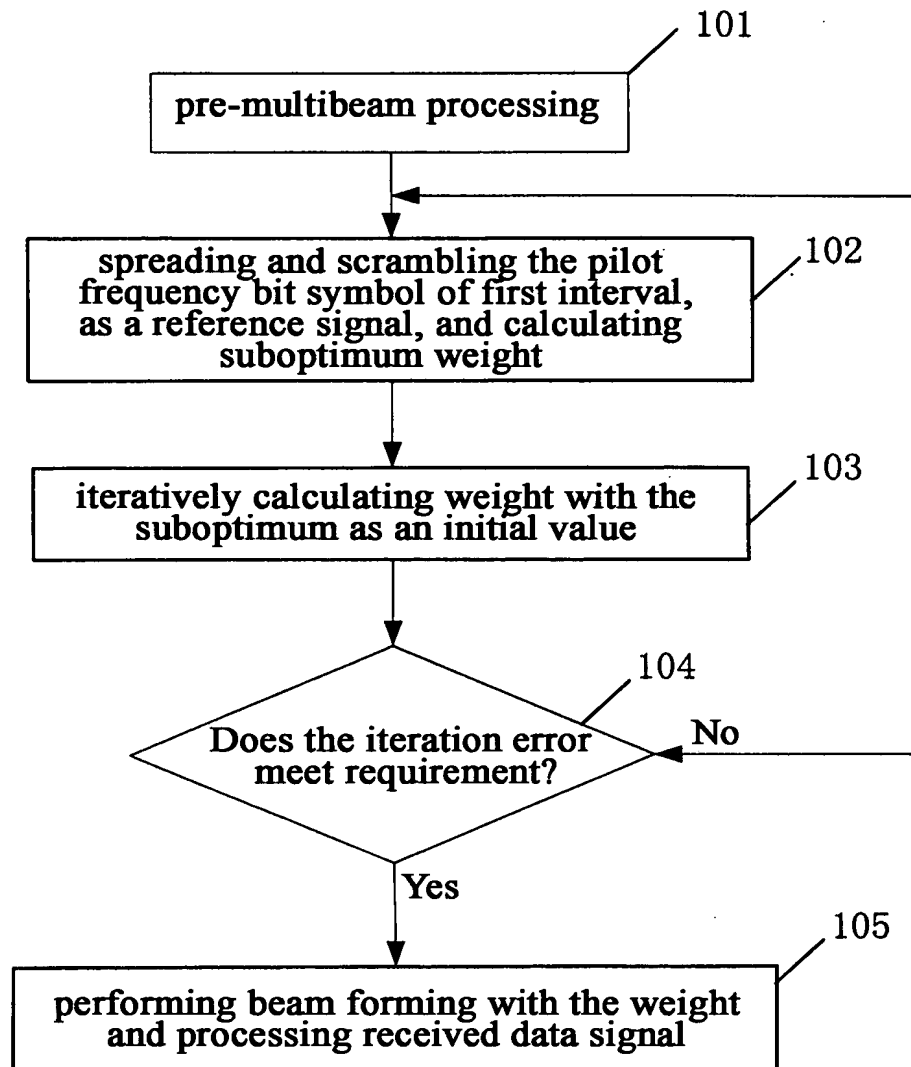 101
pre-multibeam processing
102
spreading and scrambling the pilot
frequency bit symbol of first interval,
as a reference signal, and calculating
suboptimum weight
103
iteratively calculating weight with the
suboptimum as an initial value
104
Does the iteration error
meet requirement?
No
Yes
105
performing beam forming with the weight
and processing received data signal